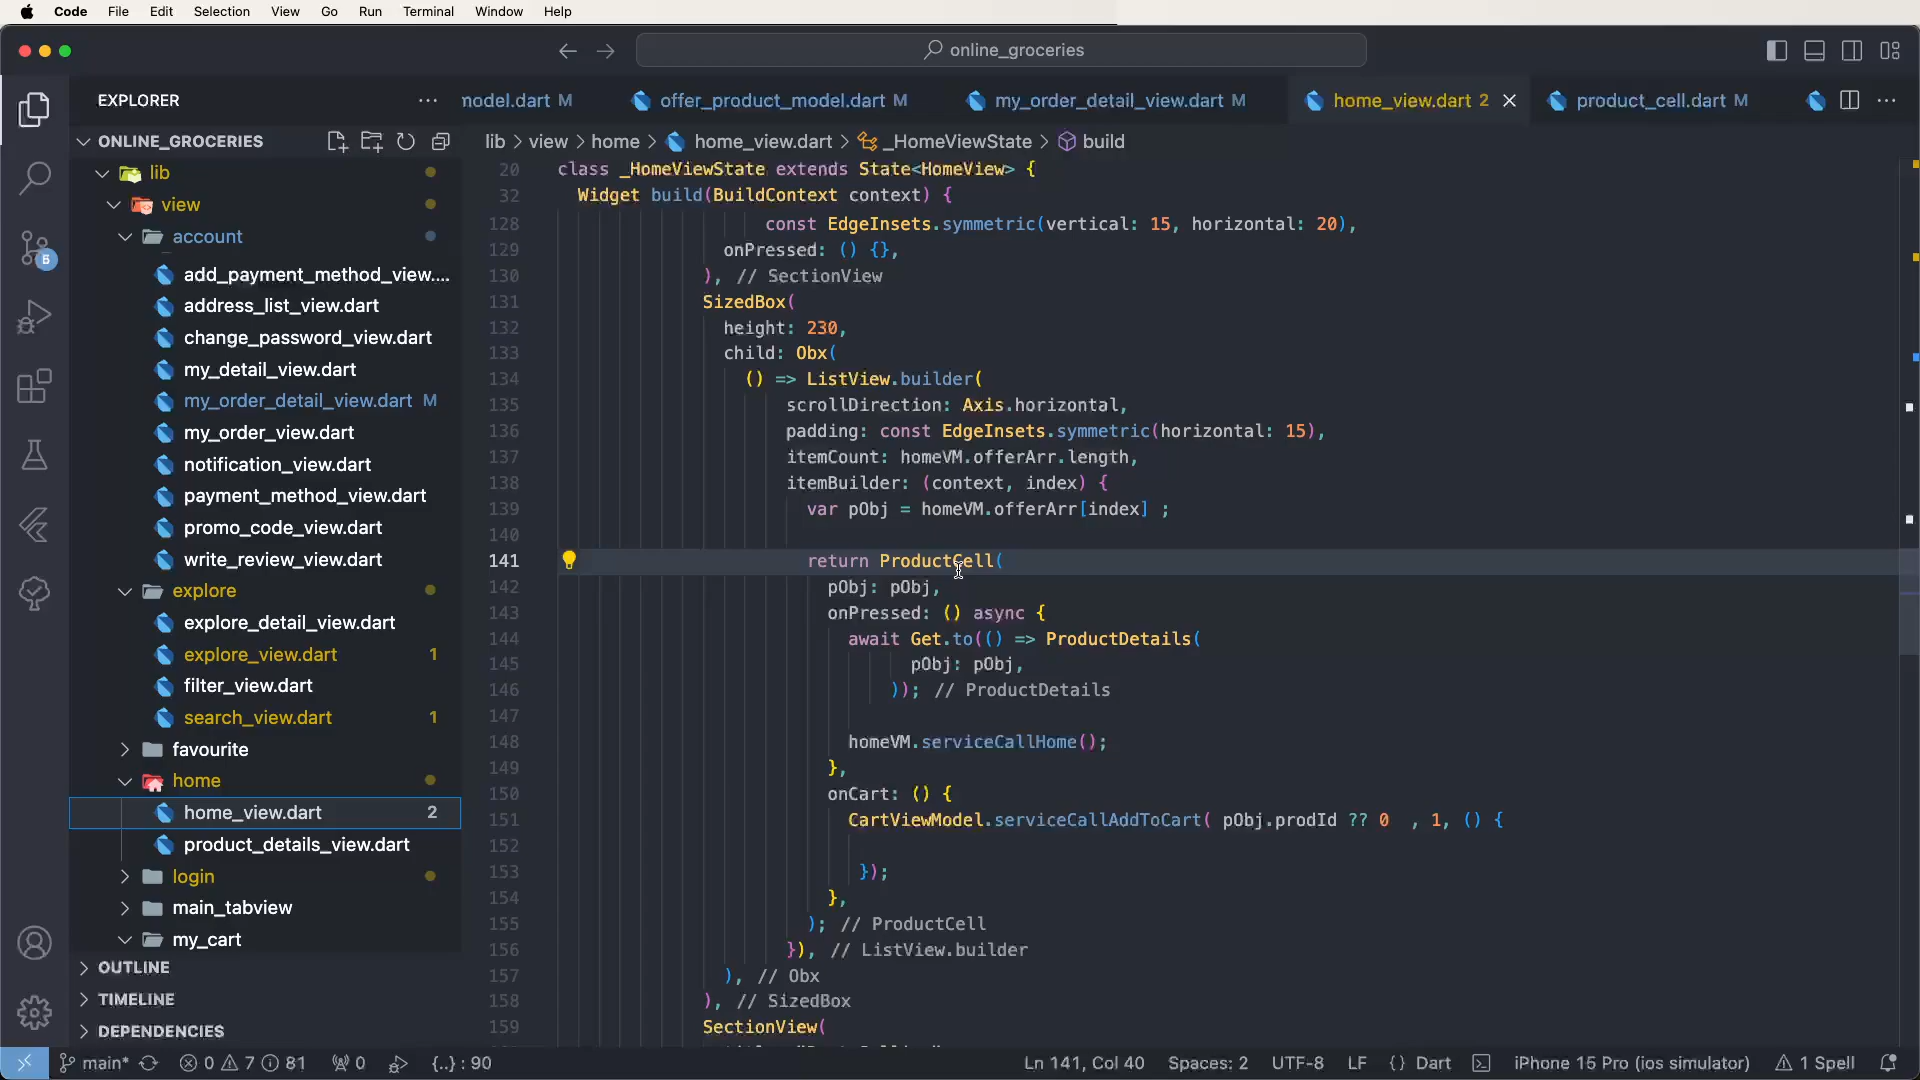 Code File Edit Selection View Go Run Terminal Window Help
online_groceries
EXPLORER
model.dart M offer_product_model.dart M my_order_detail_view.dart M home_view.dart 2 product_cell.dart M
ONLINE_GROCERIES
lib > view > home > home_view.dart > _HomeViewState > build
lib
view
account
add_payment_method_view....
address_list_view.dart
change_password_view.dart
my_detail_view.dart
my_order_detail_view.dart M
my_order_view.dart
notification_view.dart
payment_method_view.dart
promo_code_view.dart
write_review_view.dart
explore
explore_detail_view.dart
explore_view.dart 1
filter_view.dart
search_view.dart 1
favourite
home
home_view.dart 2
product_details_view.dart
login
main_tabview
my_cart
OUTLINE
TIMELINE
DEPENDENCIES
5
20 class _HomeViewState extends State<HomeView> {
32 Widget build(BuildContext context) {
128 const EdgeInsets.symmetric(vertical: 15, horizontal: 20),
129 onPressed: () {},
130 ), // SectionView
131 SizedBox(
132 height: 230,
133 child: Obx(
134 () => ListView.builder(
135 scrollDirection: Axis.horizontal,
136 padding: const EdgeInsets.symmetric(horizontal: 15),
137 itemCount: homeVM.offerArr.length,
138 itemBuilder: (context, index) {
139 var pObj = homeVM.offerArr[index] ;
140
141 return ProductCell(
142 pObj: pObj,
143 onPressed: () async {
144 await Get.to(() => ProductDetails(
145 pObj: pObj,
146 )); // ProductDetails
147
148 homeVM.serviceCallHome();
149 },
150 onCart: () {
151 CartViewModel.serviceCallAddToCart( pObj.prodId ?? 0 , 1, () {
152
153 });
154 },
155 ); // ProductCell
156 }), // ListView.builder
157 ), // Obx
158 ), // SizedBox
159 SectionView(
main* 0 7 81 0 {..} : 90 Ln 141, Col 40 Spaces: 2 UTF-8 LF {} Dart iPhone 15 Pro (ios simulator) 1 Spell